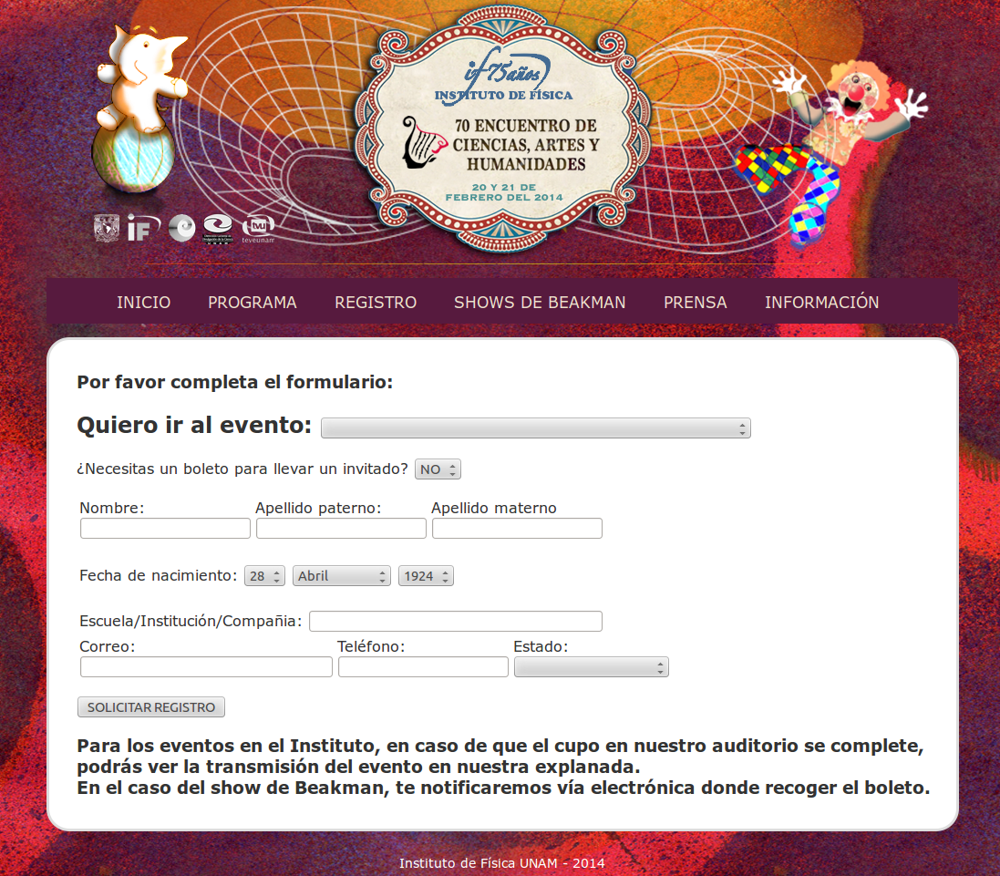 if 75 años
INSTITUTO DE FÍSICA
70 ENCUENTRO DE
CIENCIAS, ARTES Y
HUMANIDADES
20 Y 21 DE
FEBRERO DEL 2014
iF
tvu
teveunam
INICIO PROGRAMA REGISTRO SHOWS DE BEAKMAN PRENSA INFORMACIÓN
Por favor completa el formulario:
Quiero ir al evento:
¿Necesitas un boleto para llevar un invitado? NO
Nombre: Apellido paterno: Apellido materno
Fecha de nacimiento: 28 Abril 1924
Escuela/Institución/Compañia:
Correo: Teléfono: Estado:
SOLICITAR REGISTRO
Para los eventos en el Instituto, en caso de que el cupo en nuestro auditorio se complete,
podrás ver la transmisión del evento en nuestra explanada.
En el caso del show de Beakman, te notificaremos vía electrónica donde recoger el boleto.
Instituto de Física UNAM - 2014